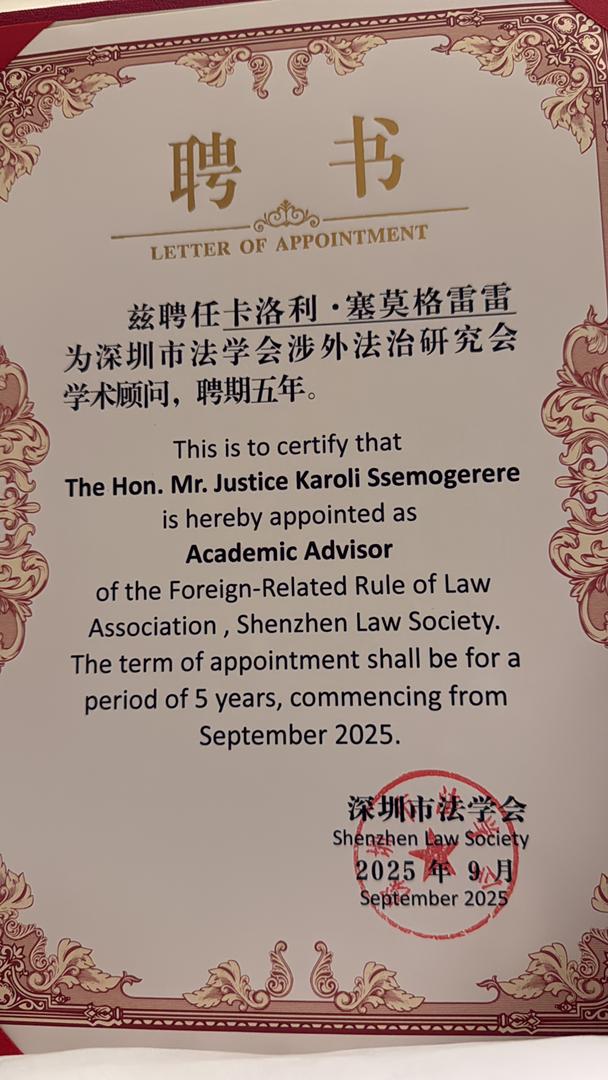 聘 书
LETTER OF APPOINTMENT
兹聘任卡洛利·塞莫格雷雷
为深圳市法学会涉外法治研究会
学术顾问，聘期五年。
This is to certify that
The Hon. Mr. Justice Karoli Ssemogerere
is hereby appointed as
Academic Advisor
of the Foreign-Related Rule of Law
Association , Shenzhen Law Society.
The term of appointment shall be for a
period of 5 years, commencing from
September 2025.
深圳市法学会
Shenzhen Law Society
2025 年 9 月
September 2025